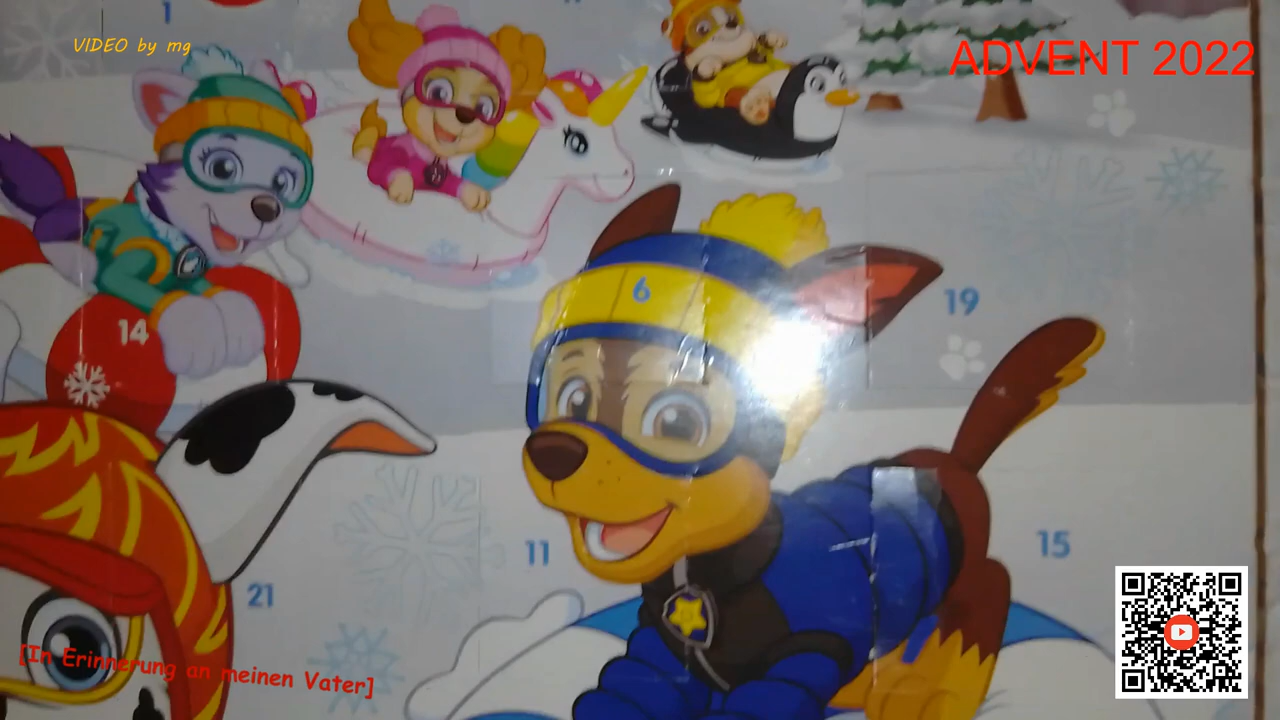 1
VIDEO by mg
ADVENT 2022
6
19
14
11
15
21
[In Erinnerung an meinen Vater]